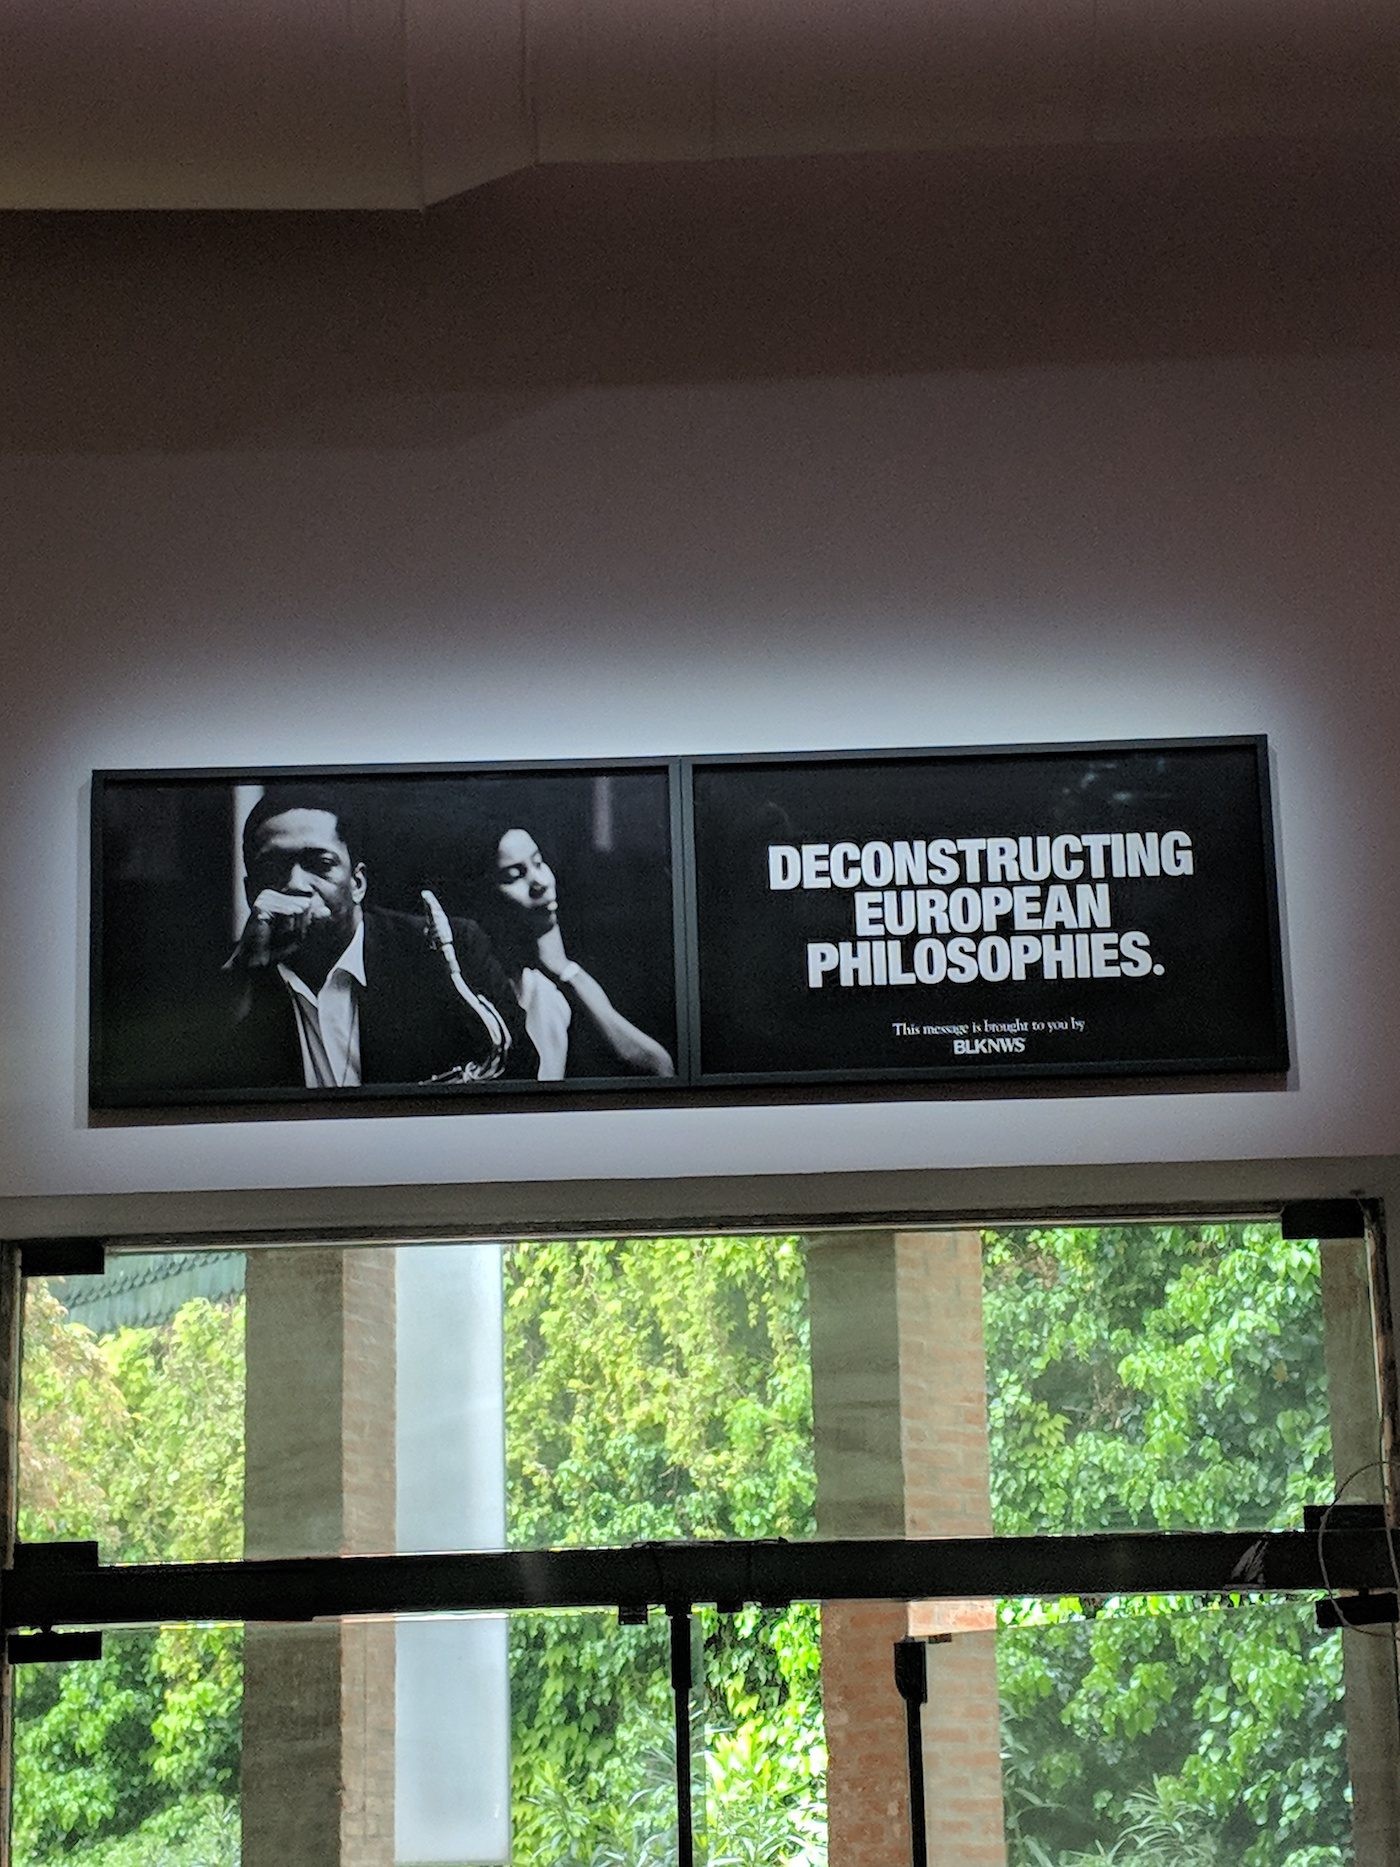 DECONSTRUCTING
EUROPEAN
PHILOSOPHIES.
This message is brought to you by
BLKNWS